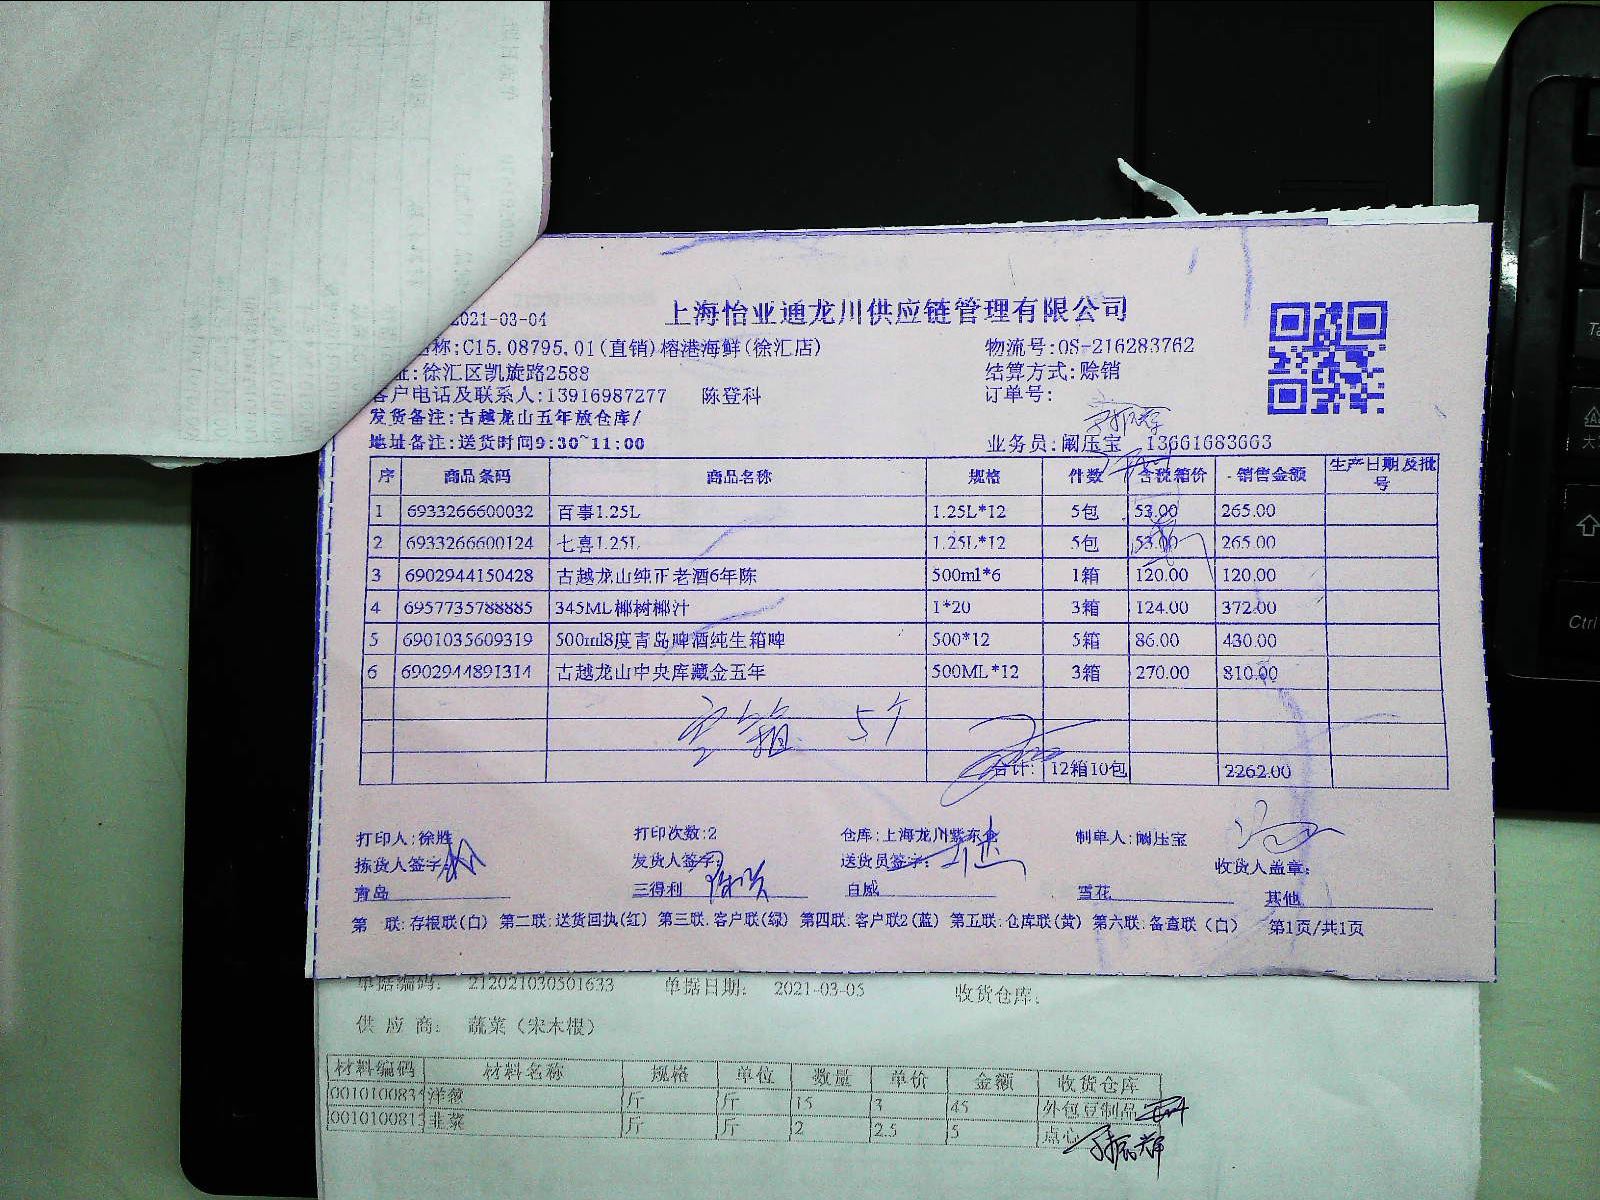 2021-03-04
上海怡亚通龙川供应链管理有限公司
称:C15.08795.01(直销)榕港海鲜(徐汇店)
物流号:OS-216283762
址:徐汇区凯旋路2588
结算方式:赊销
客户电话及联系人:13916987277 陈登科
订单号:
发货备注:古越龙山五年放仓库/
地址备注:送货时间9:30~11:00
业务员:阚压宝 13661683663
序 商品条码 商品名称 规格 件数 含税箱价 销售金额 生产日期及批号
1 6933266600032 百事1.25L 1.25L*12 5包 53.00 265.00
2 6933266600124 七喜1.25L 1.25L*12 5包 53.00 265.00
3 6902944150428 古越龙山纯正老酒6年陈 500ml*6 1箱 120.00 120.00
4 6957735788885 345ML椰树椰汁 1*20 3箱 124.00 372.00
5 6901035609319 500ml8度青岛啤酒纯生箱啤 500*12 5箱 86.00 430.00
6 6902944891314 古越龙山中央库藏金五年 500ML*12 3箱 270.00 810.00
空箱 5个
合计: 12箱10包 2262.00
打印人:徐胜 打印次数:2 仓库:上海龙川紫东仓 制单人:阚压宝
拣货人签字: 发货人签字: 送货员签字: 收货人盖章:
青岛 三得利 百威 雪花 其他
第 联:存根联(白) 第二联:送货回执(红) 第三联:客户联(绿) 第四联:客户联2(蓝) 第五联:仓库联(黄) 第六联:备查联(白) 第1页/共1页
单据编码: 212021030501633 单据日期: 2021-03-05 收货仓库:
供应商: 蔬菜(宋木根)
材料编码 材料名称 规格 单位 数量 单价 金额 收货仓库
001010083 洋葱 斤 斤 15 3 45 外包豆制品
001010081 韭菜 斤 斤 2 2.5 5 点心